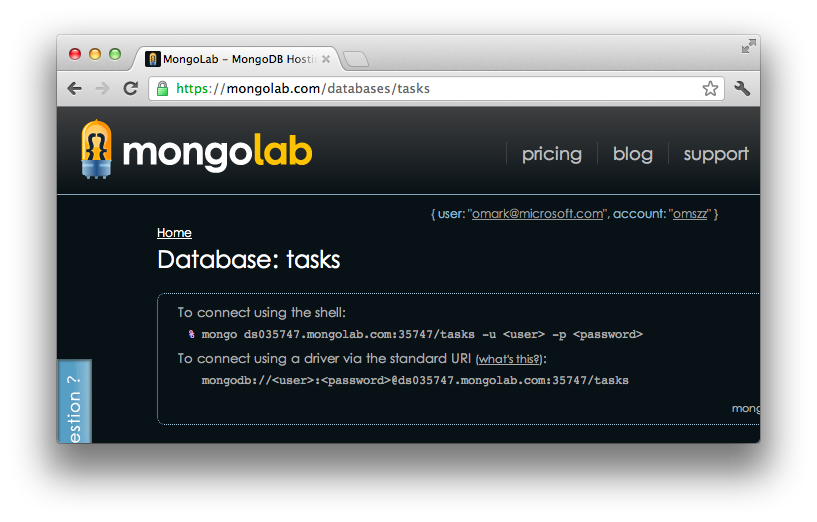 MongoLab – MongoDB Hosti
https://mongolab.com/databases/tasks
mongolab
pricing
blog
support
{ user: "omark@microsoft.com", account: "omszz" }
Home
Database: tasks
To connect using the shell:
% mongo ds035747.mongolab.com:35747/tasks -u <user> -p <password>
To connect using a driver via the standard URI (what's this?):
mongodb://<user>:<password>@ds035747.mongolab.com:35747/tasks
mong
estion ?